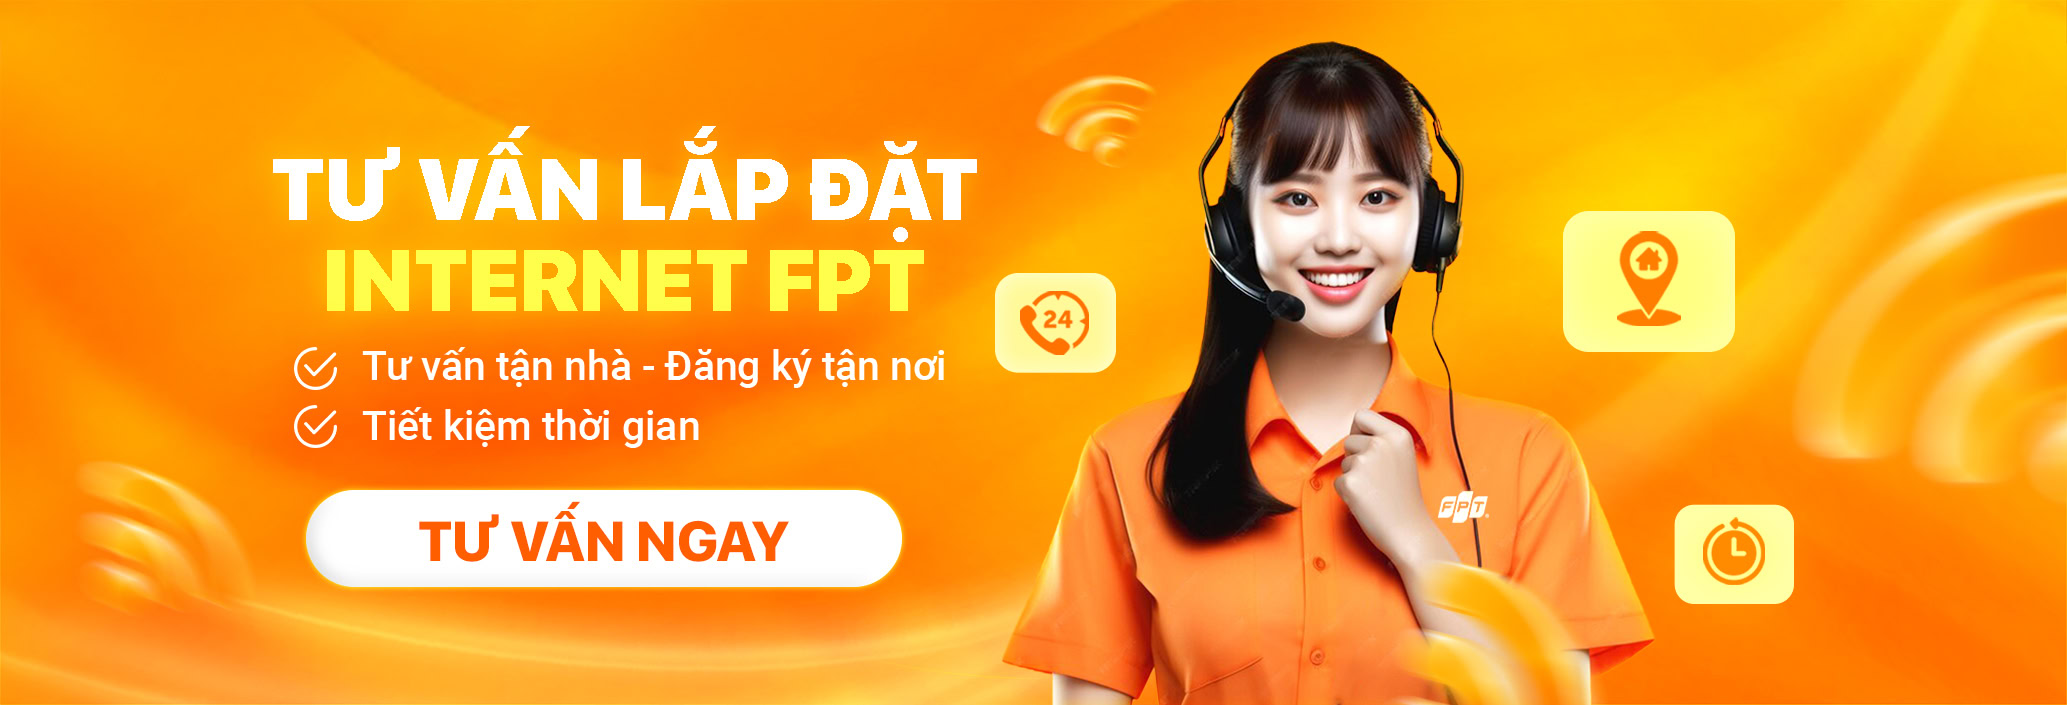 TƯ VẤN LẮP ĐẶT
INTERNET FPT
Tư vấn tận nhà - Đăng ký tận nơi
Tiết kiệm thời gian
TƯ VẤN NGAY
24
FPT